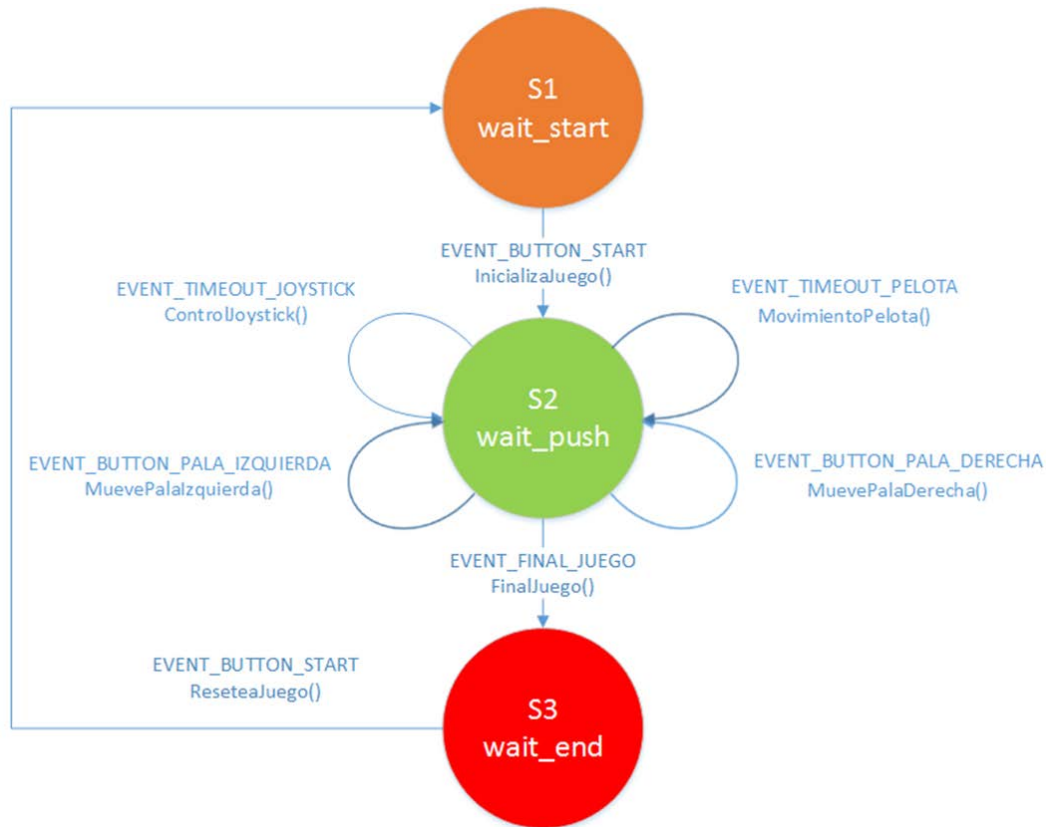 S1
wait_start
EVENT_BUTTON_START
InicializaJuego()
EVENT_TIMEOUT_JOYSTICK
ControlJoystick()
EVENT_TIMEOUT_PELOTA
MovimientoPelota()
S2
wait_push
EVENT_BUTTON_PALA_IZQUIERDA
MuevePalaIzquierda()
EVENT_BUTTON_PALA_DERECHA
MuevePalaDerecha()
EVENT_FINAL_JUEGO
FinalJuego()
EVENT_BUTTON_START
ReseteaJuego()
S3
wait_end